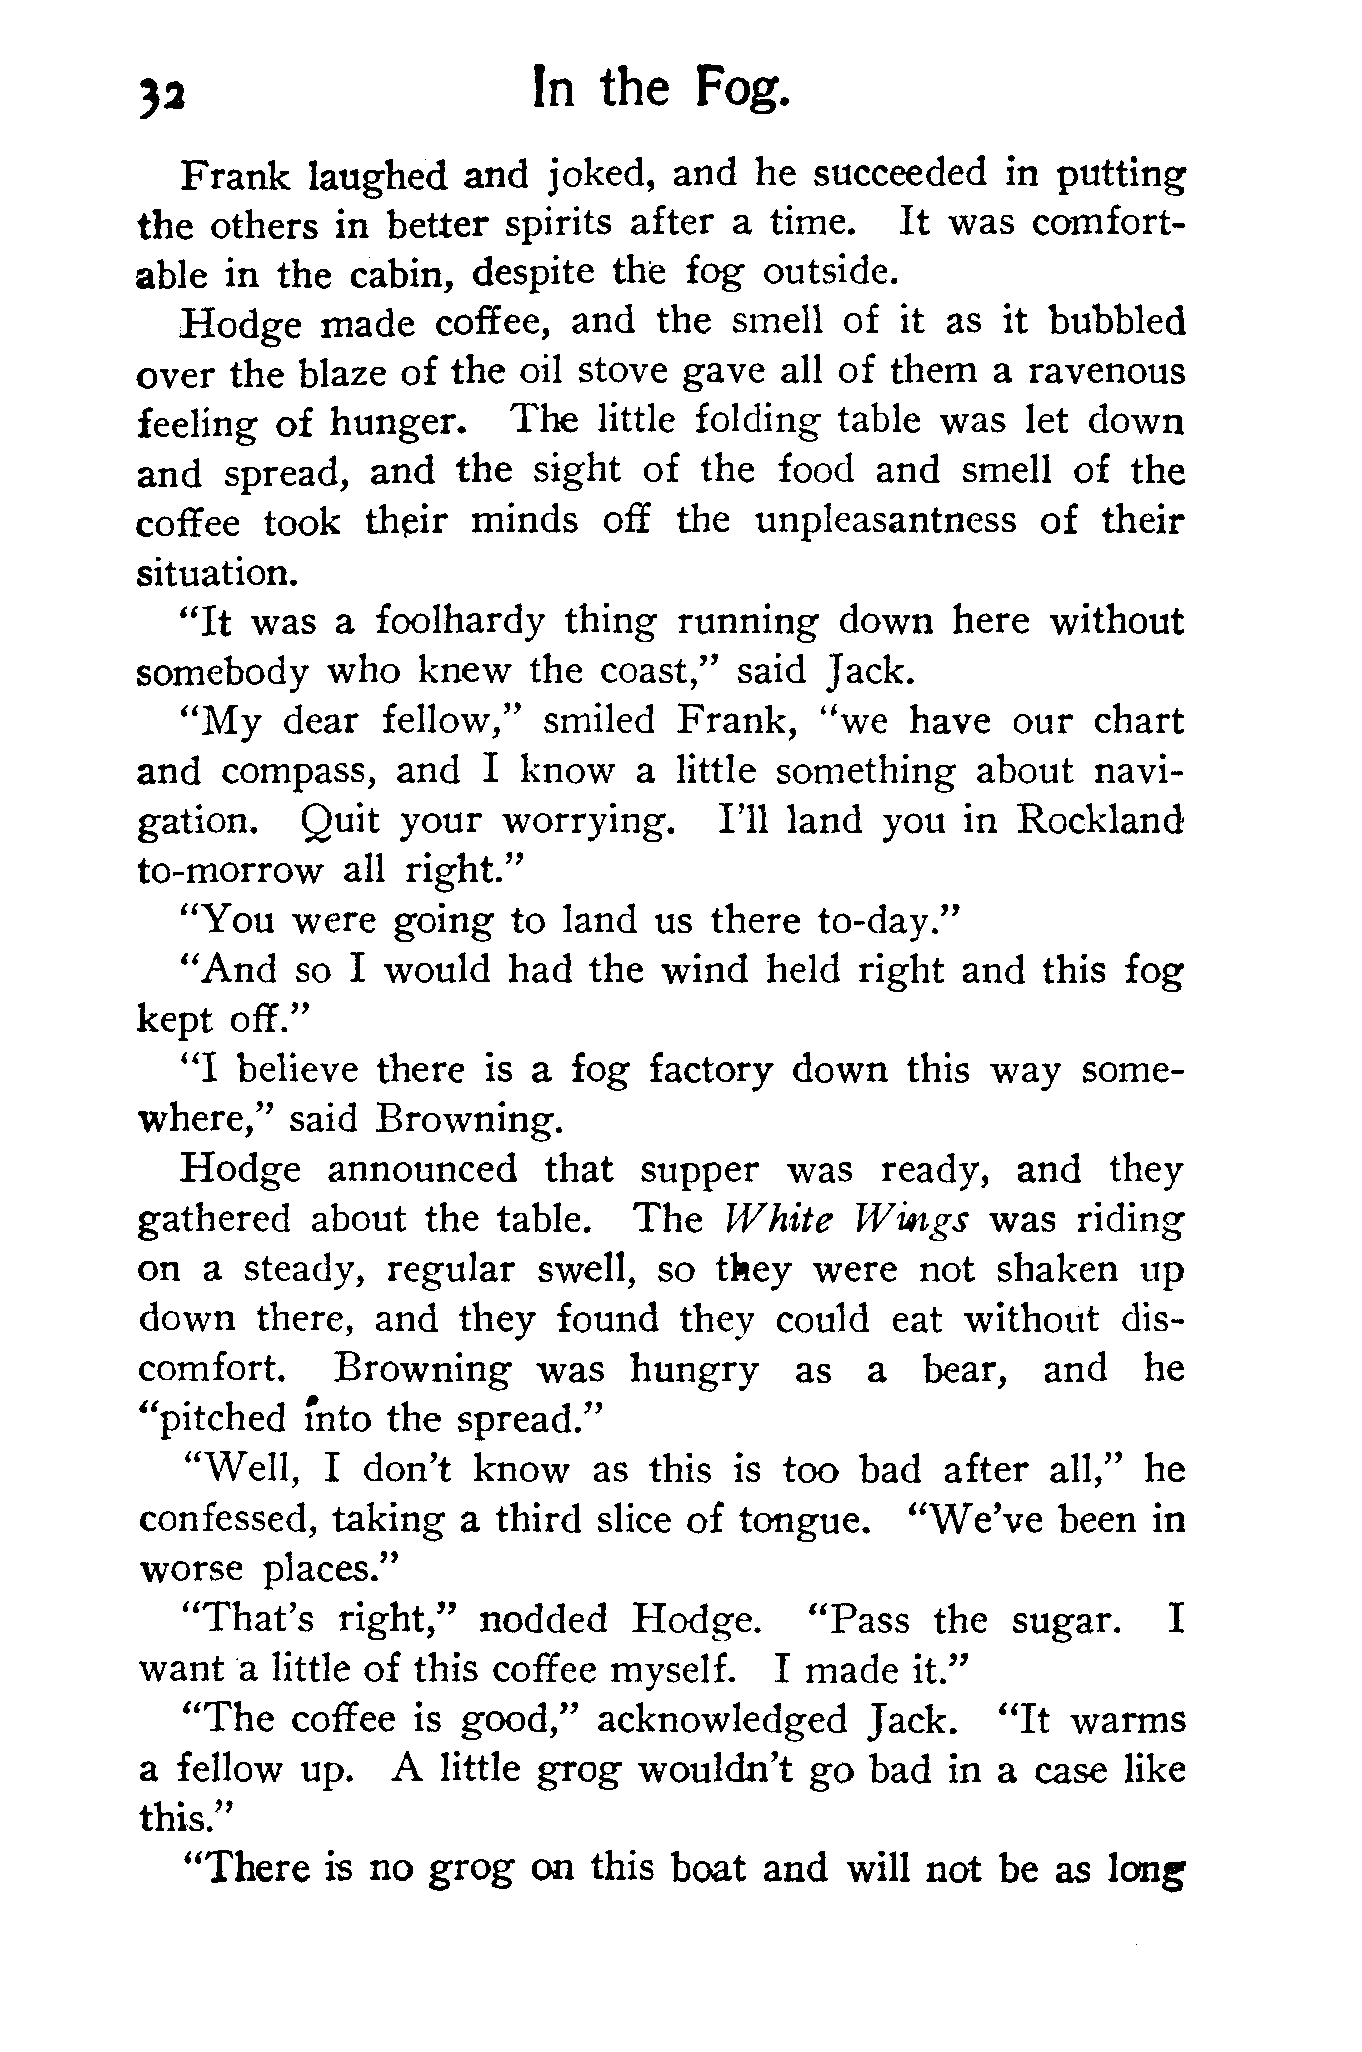 32 In the Fog.
Frank laughed and joked, and he succeeded in putting
the others in better spirits after a time. It was comfort-
able in the cabin, despite the fog outside.
Hodge made coffee, and the smell of it as it bubbled
over the blaze of the oil stove gave all of them a ravenous
feeling of hunger. The little folding table was let down
and spread, and the sight of the food and smell of the
coffee took their minds off the unpleasantness of their
situation.
“It was a foolhardy thing running down here without
somebody who knew the coast,” said Jack.
“My dear fellow,” smiled Frank, “we have our chart
and compass, and I know a little something about navi-
gation. Quit your worrying. I’ll land you in Rockland
to-morrow all right.”
“You were going to land us there to-day.”
“And so I would had the wind held right and this fog
kept off.”
“I believe there is a fog factory down this way some-
where,” said Browning.
Hodge announced that supper was ready, and they
gathered about the table. The White Wings was riding
on a steady, regular swell, so they were not shaken up
down there, and they found they could eat without dis-
comfort. Browning was hungry as a bear, and he
“pitched into the spread.”
“Well, I don’t know as this is too bad after all,” he
confessed, taking a third slice of tongue. “We’ve been in
worse places.”
“That’s right,” nodded Hodge. “Pass the sugar. I
want a little of this coffee myself. I made it.”
“The coffee is good,” acknowledged Jack. “It warms
a fellow up. A little grog wouldn’t go bad in a case like
this.”
“There is no grog on this boat and will not be as long